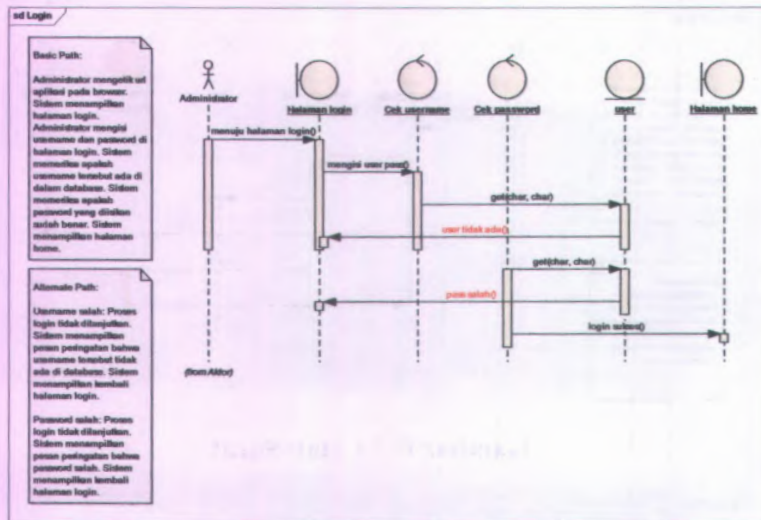 sd Login
Basic Path:
Administrator mengetik url
aplikasi pada browser.
Sistem menampilkan
halaman login.
Administrator mengisi
username dan password di
halaman login. Sistem
memeriksa apakah
username tersebut ada di
dalam database. Sistem
memeriksa apakah
password yang diisikan
sudah benar. Sistem
menampilkan halaman
home.
Alternate Path:
Username salah: Proses
login tidak dilanjutkan.
Sistem menampilkan
pesan peringatan bahwa
username tersebut tidak
ada di database. Sistem
menampilkan kembali
halaman login.
Password salah: Proses
login tidak dilanjutkan.
Sistem menampilkan
pesan peringatan bahwa
password salah. Sistem
menampilkan kembali
halaman login.
Administrator
Halaman login
Cek username
Cek password
user
Halaman home
menuju halaman login()
mengisi user pass()
get(char, char)
user tidak ada()
get(char, char)
pass salah()
login sukses()
(from Aktor)